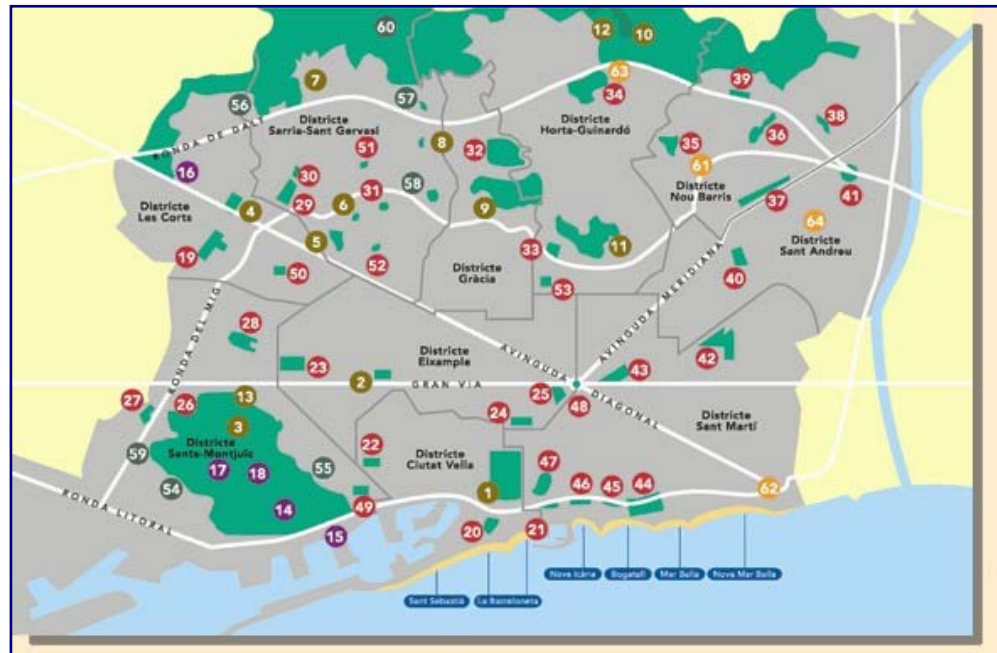 60
12
10
7
56
57
63
34
39
RONDA DE DALT
Districte
Sarria-Sant Gervasi
Districte
Horta-Guinardó
38
36
51
8
32
35
61
16
30
31
58
Districte
Nou Barris
41
Districte
Les Corts
4
29
6
9
37
64
5
33
11
Districte
Sant Andreu
19
50
52
Districte
Gràcia
53
40
RONDA DEL MIG
AVINGUDA MERIDIANA
28
23
Districte
Eixample
AVINGUDA DIAGONAL
43
42
2
GRAN VIA
27
26
13
25
48
24
Districte
Sant Martí
3
Districte
Sants-Montjuïc
22
Districte
Ciutat Vella
59
17
18
55
47
46
45
44
62
54
1
49
RONDA LITORAL
14
15
20
21
Nova Icària
Bogatell
Mar Bella
Nova Mar Bella
Sant Sebastià
La Barceloneta